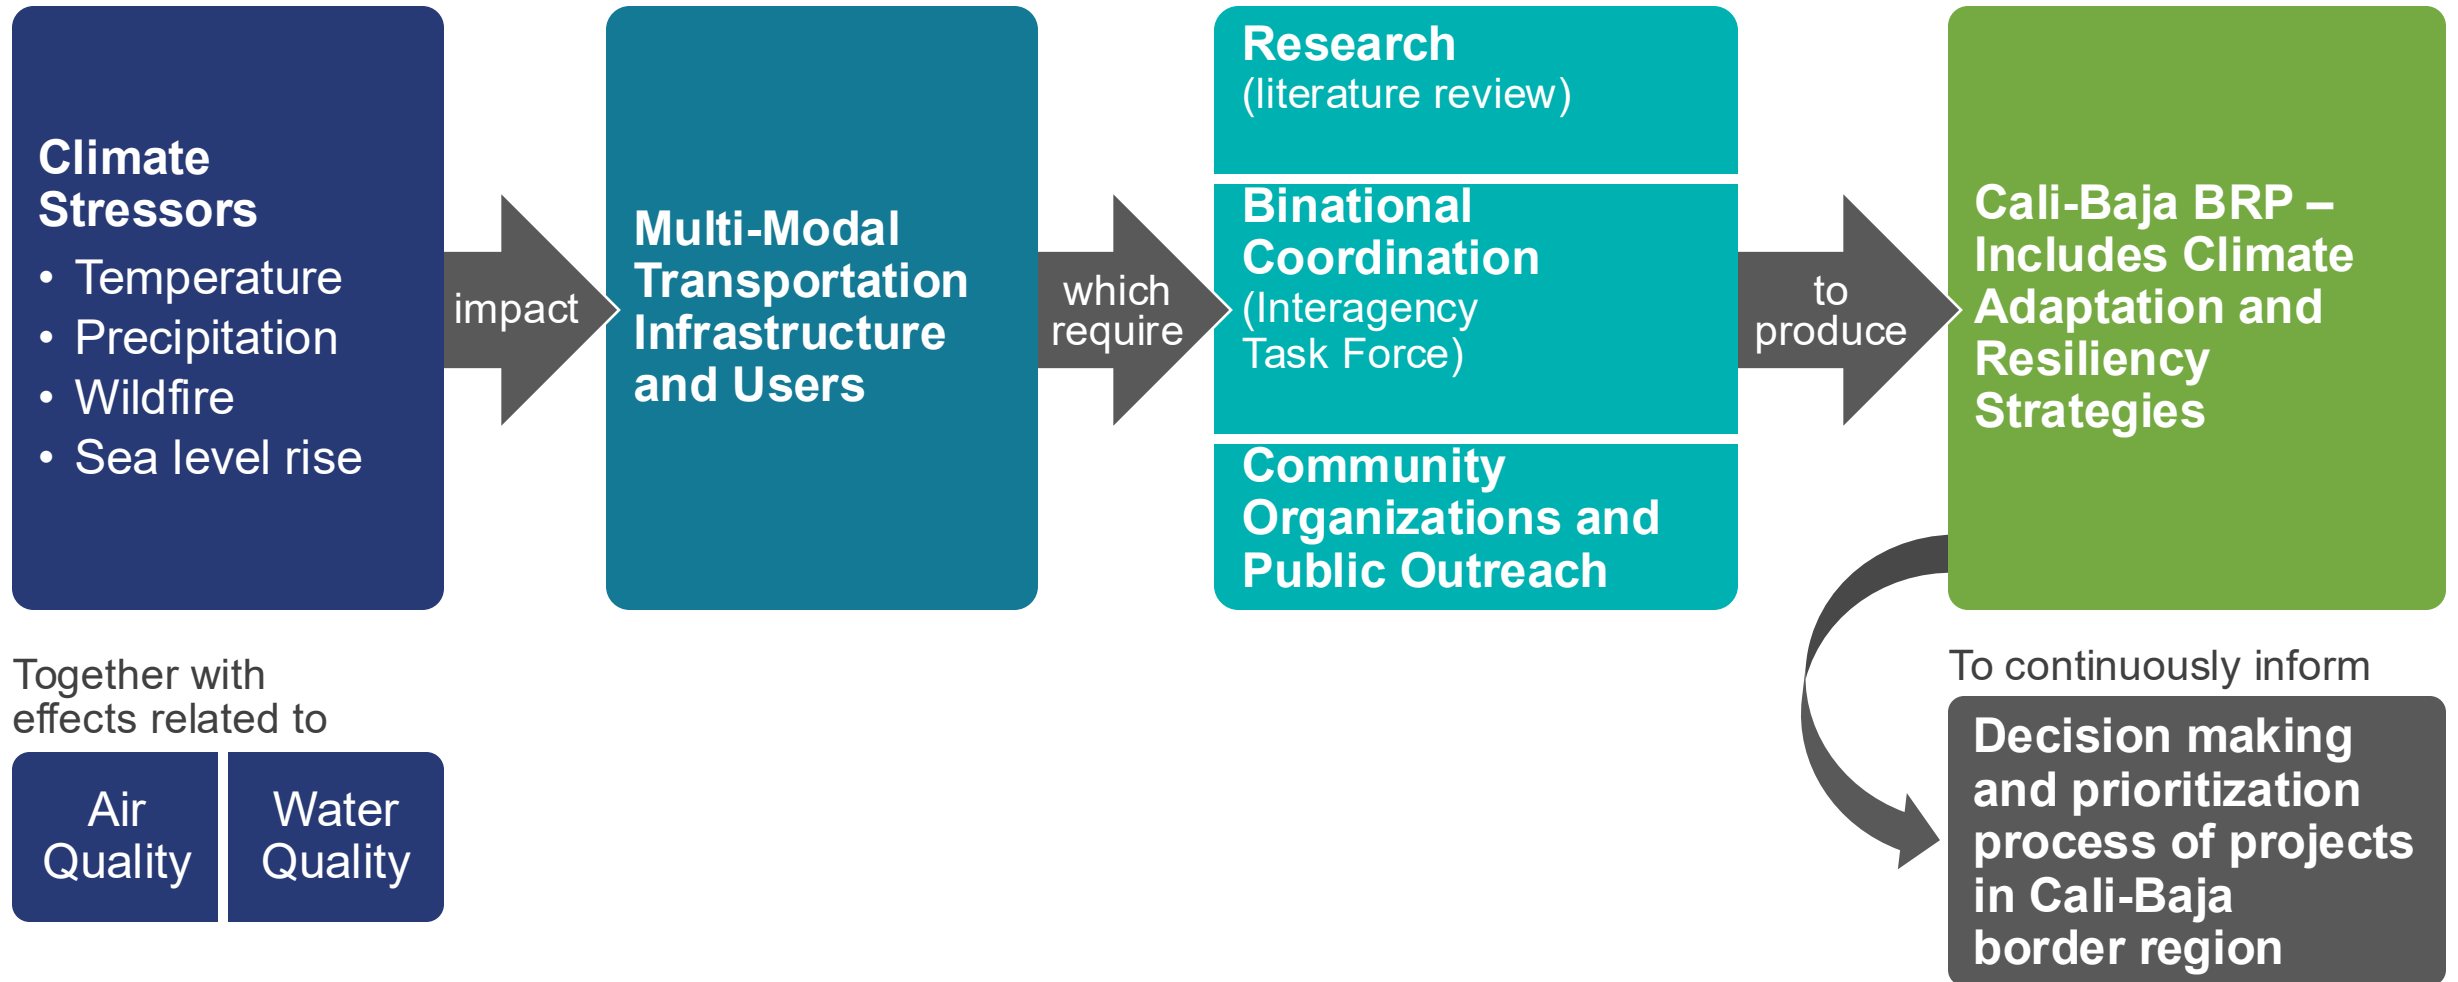 Climate
Stressors
• Temperature
• Precipitation
• Wildfire
• Sea level rise
Together with
effects related to
Air
Quality
Water
Quality
impact
Multi-Modal
Transportation
Infrastructure
and Users
which
require
Research
(literature review)
Binational
Coordination
(Interagency
Task Force)
Community
Organizations and
Public Outreach
to
produce
Cali-Baja BRP –
Includes Climate
Adaptation and
Resiliency
Strategies
To continuously inform
Decision making
and prioritization
process of projects
in Cali-Baja
border region